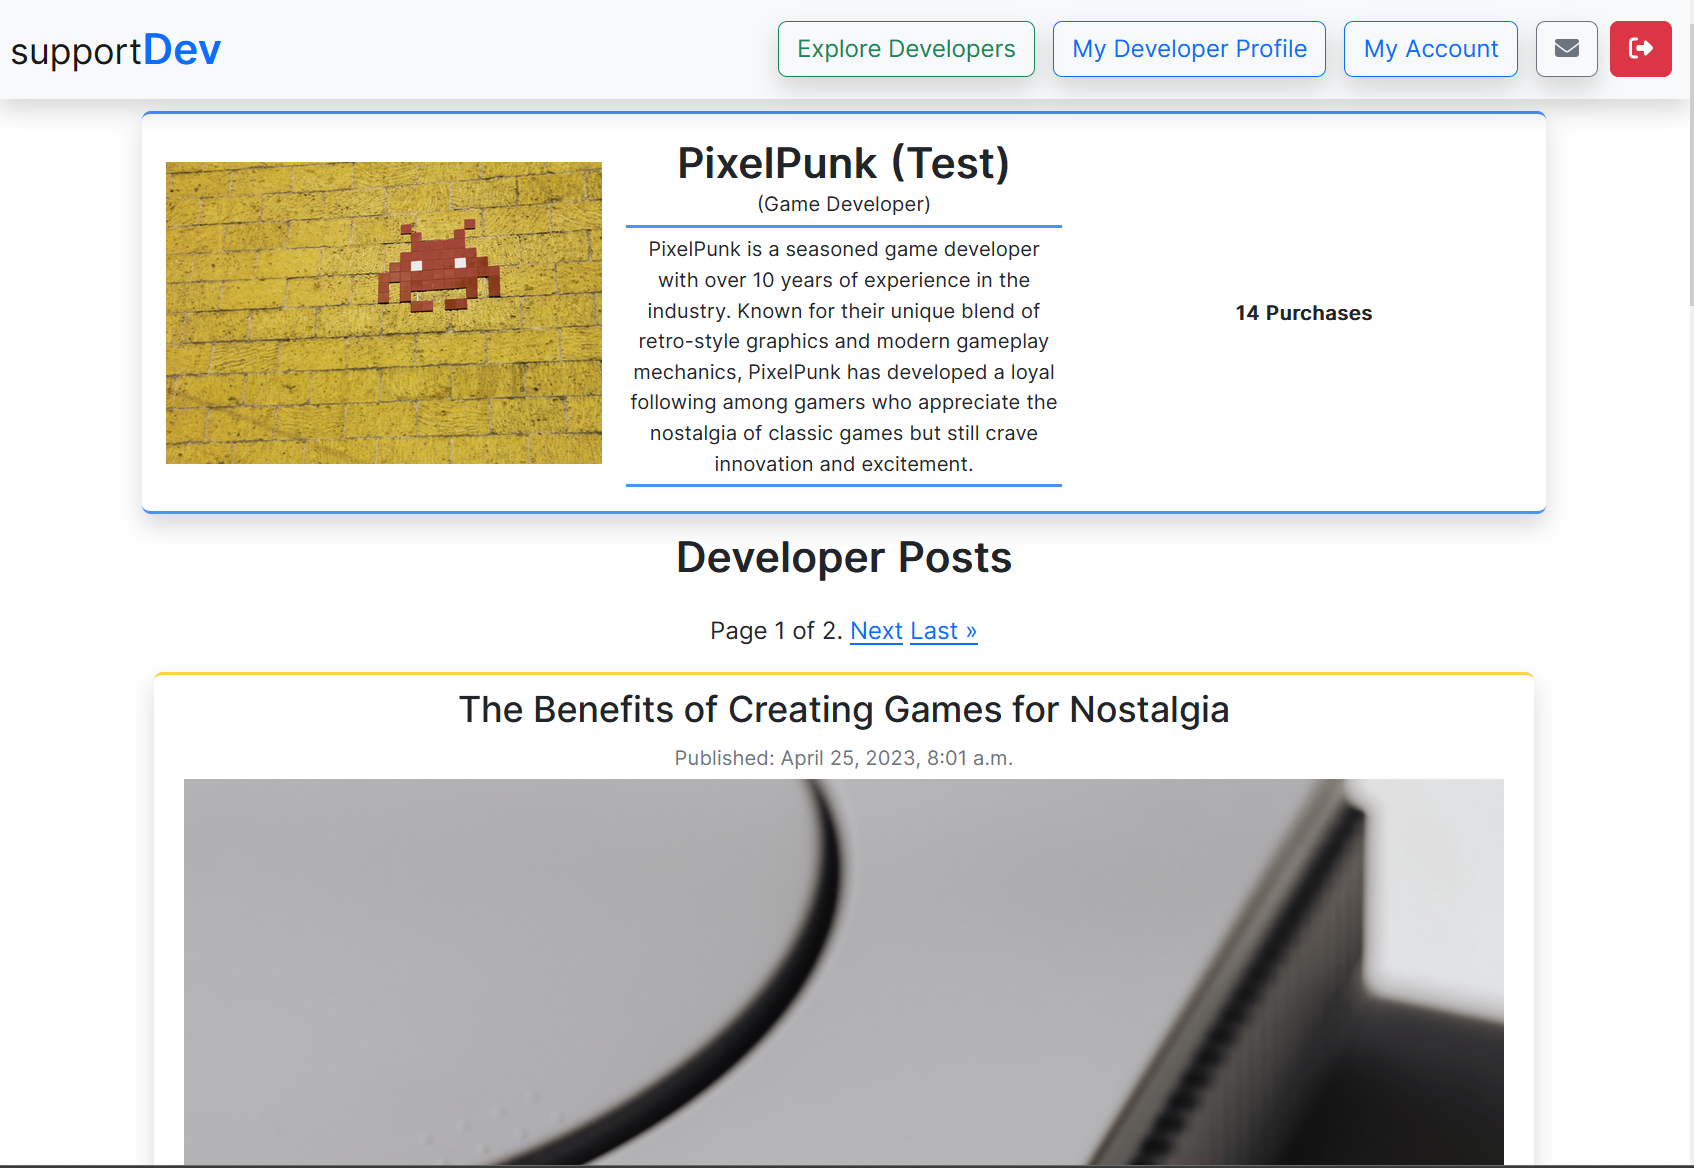 supportDev
Explore Developers
My Developer Profile
My Account
PixelPunk (Test)
(Game Developer)
PixelPunk is a seasoned game developer
with over 10 years of experience in the
industry. Known for their unique blend of
retro-style graphics and modern gameplay
mechanics, PixelPunk has developed a loyal
following among gamers who appreciate the
nostalgia of classic games but still crave
innovation and excitement.
14 Purchases
Developer Posts
Page 1 of 2. Next Last »
The Benefits of Creating Games for Nostalgia
Published: April 25, 2023, 8:01 a.m.